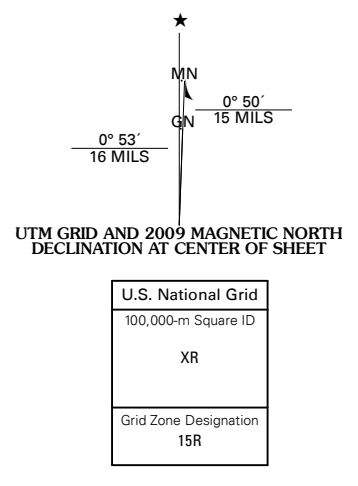 ★
MN
0° 50´
15 MILS
GN
0° 53´
16 MILS
UTM GRID AND 2009 MAGNETIC NORTH
DECLINATION AT CENTER OF SHEET
U.S. National Grid
100,000-m Square ID
XR
Grid Zone Designation
15R